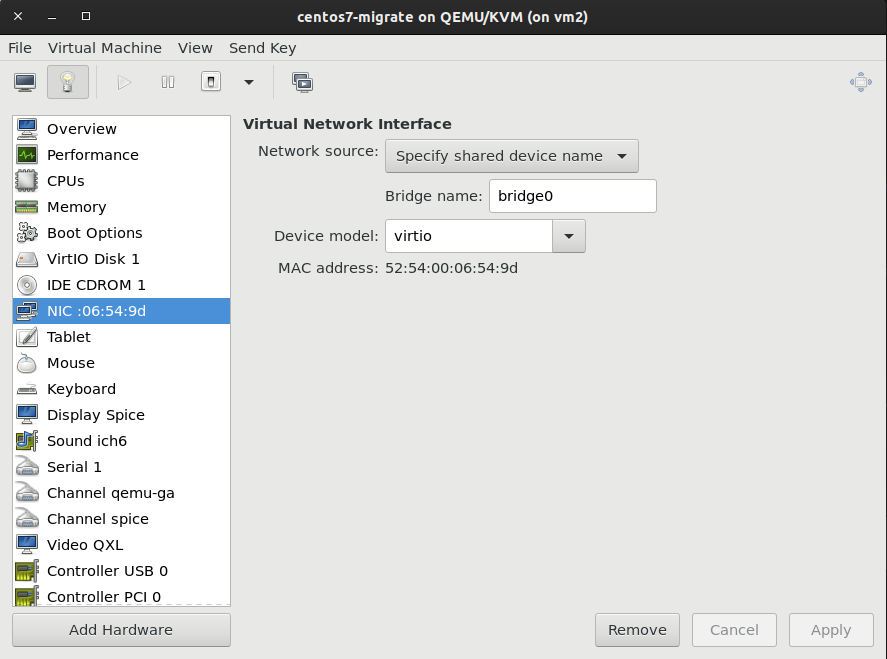 centos7-migrate on QEMU/KVM (on vm2)
File Virtual Machine View Send Key
Overview
Performance
CPUs
Memory
Boot Options
VirtIO Disk 1
IDE CDROM 1
NIC :06:54:9d
Tablet
Mouse
Keyboard
Display Spice
Sound ich6
Serial 1
Channel qemu-ga
Channel spice
Video QXL
Controller USB 0
Controller PCI 0
Add Hardware
Virtual Network Interface
Network source: Specify shared device name
Bridge name: bridge0
Device model: virtio
MAC address: 52:54:00:06:54:9d
Remove Cancel Apply